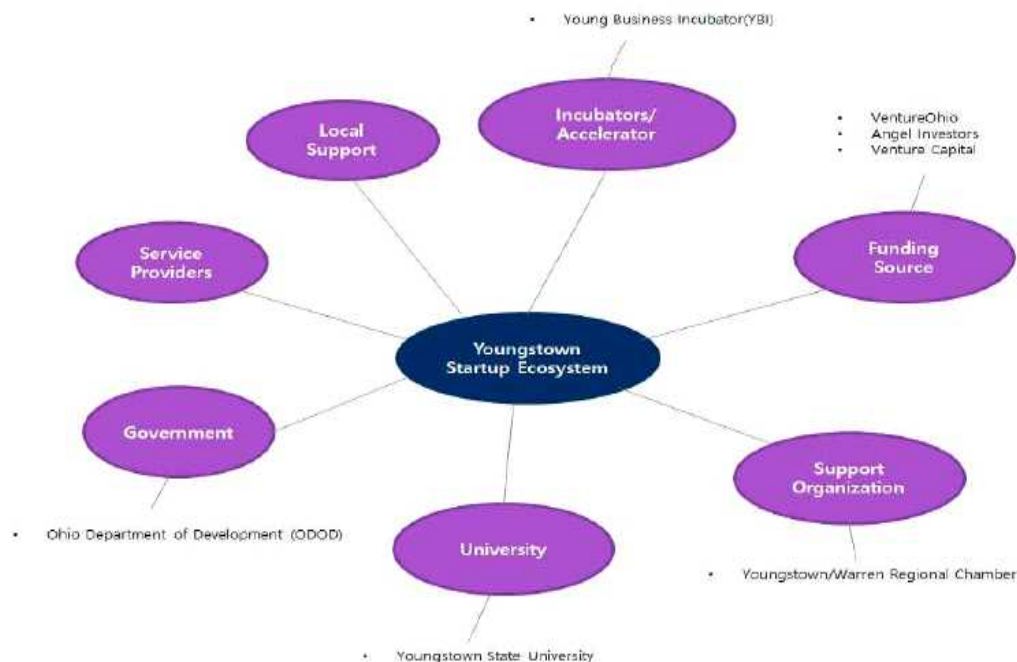 • Young Business Incubator(YBI)
Incubators/
Accelerator
Local
Support
• VentureOhio
• Angel Investors
• Venture Capital
Funding
Source
Service
Providers
Youngstown
Startup Ecosystem
Government
Support
Organization
• Ohio Department of Development (ODOD)
University
• Youngstown/Warren Regional Chamber
• Youngstown State University